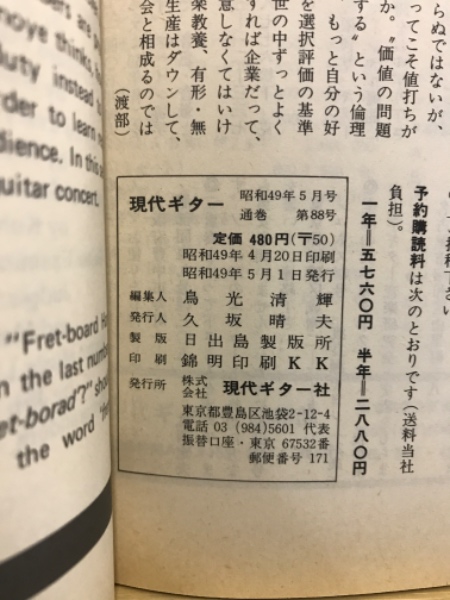 らぬではないが、
ってこそ値打ちが
か。〝価値の問題
する〟という倫理
、もっと自分の好
を選択評価の基準
世の中ずっとよく
すれば企業だって、
意しなくてはいけ
楽教養、有形・無
生産はダウンして、
会と相成るのでは
(渡部)
予約購読料は次のとおりです(送料当社
負担)。
一年=五七六〇円 半年=二八八〇円
現代ギター 昭和49年5月号
通巻 第88号
定価 480円(〒50)
昭和49年4月20日印刷
昭和49年5月1日発行
編集人 鳥光清輝
発行人 久坂晴夫
製版 日出島製版所
印刷 錦明印刷KK
発行所 株式会社 現代ギター社
東京都豊島区池袋2-12-4
電話 03 (984)5601 代表
振替口座・東京 67532番
郵便番号 171
thinks,
duty instead
order to learn
dience. In this
guitar concert.
"Fret-board
n the last number
et-borad"?" should
the word